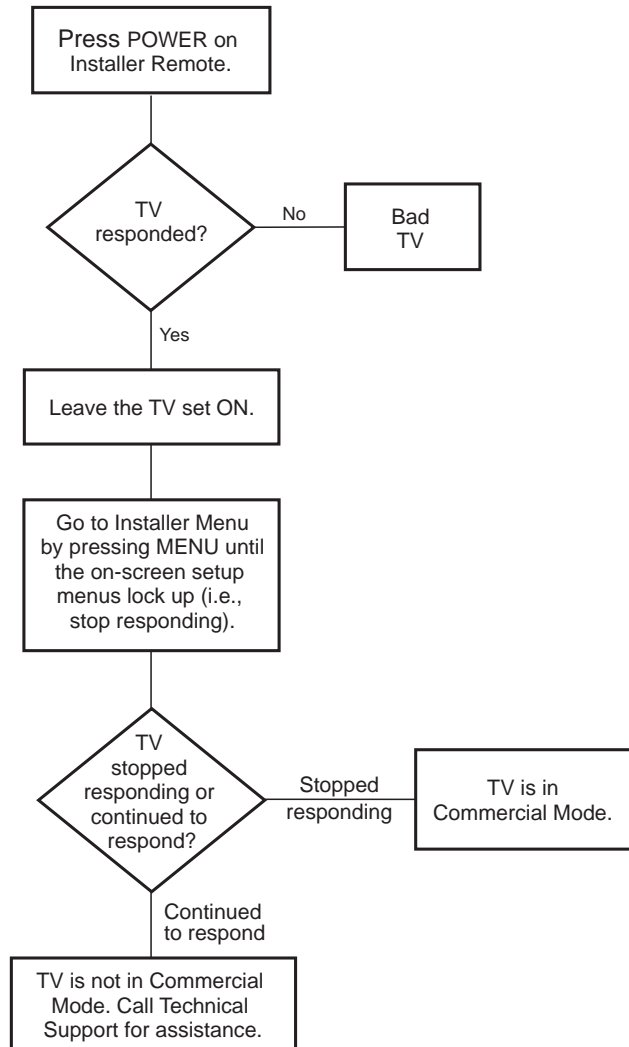 Press POWER on
Installer Remote.
TV
responded?
No
Bad
TV
Yes
Leave the TV set ON.
Go to Installer Menu
by pressing MENU until
the on-screen setup
menus lock up (i.e.,
stop responding).
TV
stopped
responding or
continued to
respond?
Stopped
responding
TV is in
Commercial Mode.
Continued
to respond
TV is not in Commercial
Mode. Call Technical
Support for assistance.